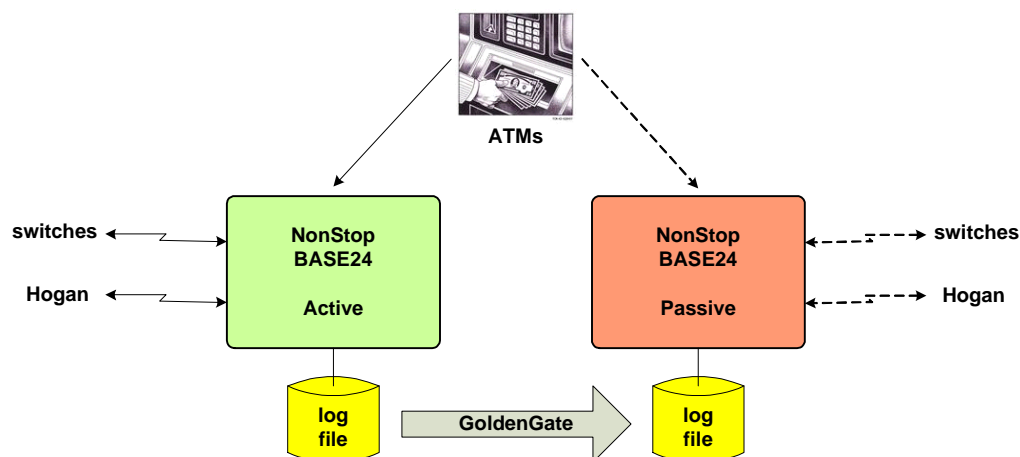 ATMs
NonStop
BASE24
Active
switches
Hogan
NonStop
BASE24
Passive
switches
Hogan
log
file
GoldenGate
log
file